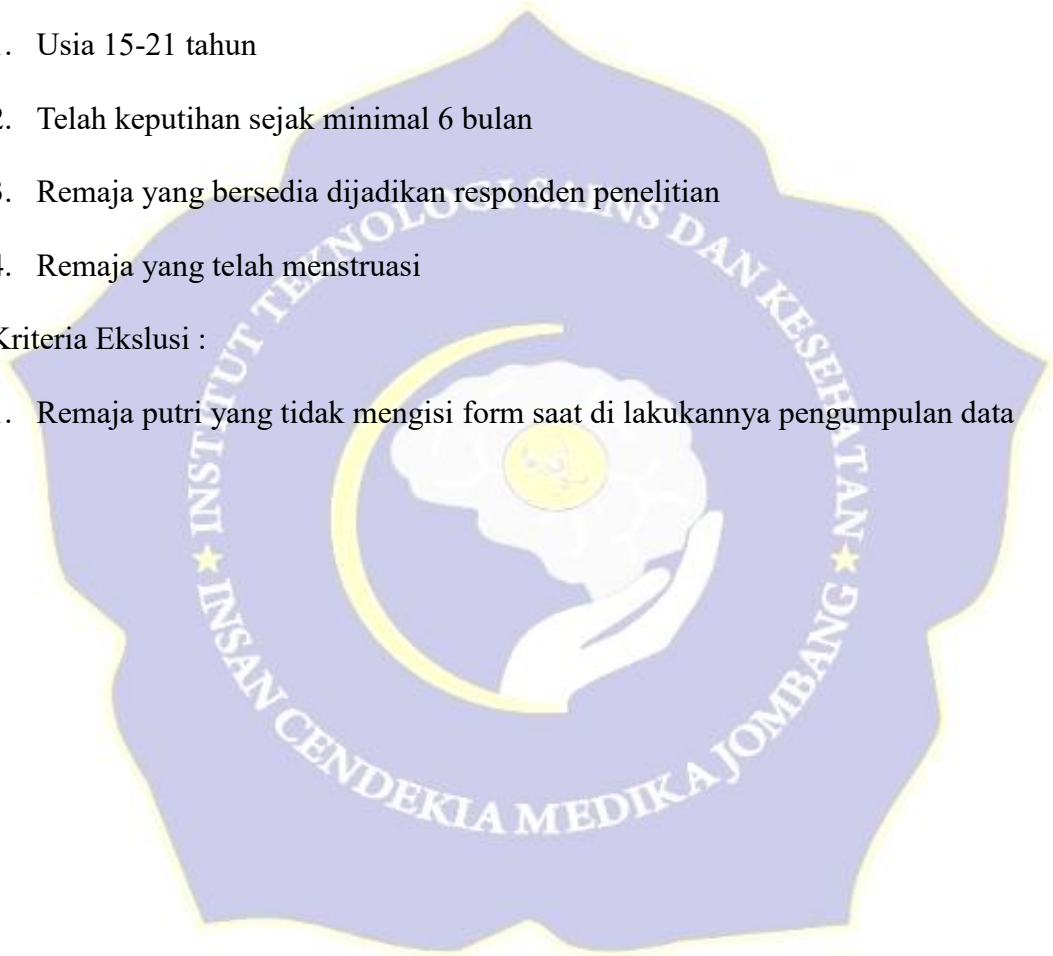 . Usia 15-21 tahun
2. Telah keputihan sejak minimal 6 bulan
3. Remaja yang bersedia dijadikan responden penelitian
4. Remaja yang telah menstruasi
Kriteria Ekslusi :
. Remaja putri yang tidak mengisi form saat di lakukannya pengumpulan data
INSTITUT TEKNOLOGI SAINS DAN KESEHATAN
INSAN CENDEKIA MEDIKA JOMBANG